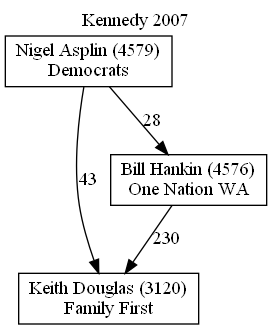 Kennedy 2007
Nigel Asplin (4579)
Democrats
28
Bill Hankin (4576)
One Nation WA
43
230
Keith Douglas (3120)
Family First